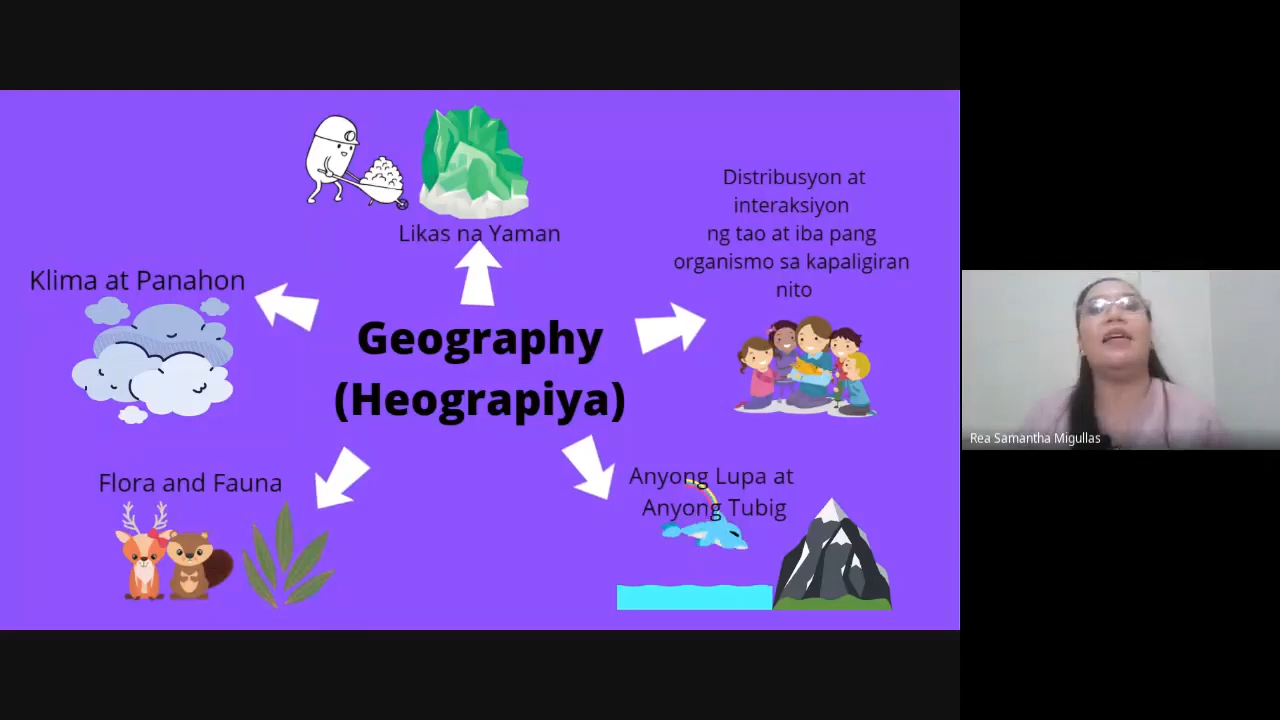 Likas na Yaman
Distribusyon at
interaksiyon
ng tao at iba pang
organismo sa kapaligiran
nito
Klima at Panahon
Geography
(Heograpiya)
Flora and Fauna
Anyong Lupa at
Anyong Tubig
Rea Samantha Migullas